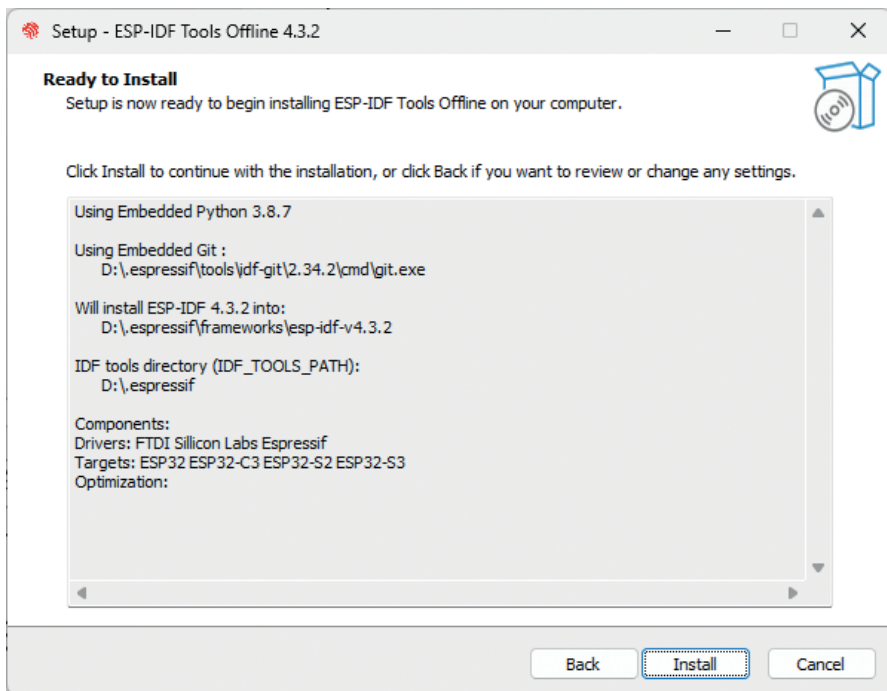 Setup - ESP-IDF Tools Offline 4.3.2
Ready to Install
Setup is now ready to begin installing ESP-IDF Tools Offline on your computer.
Click Install to continue with the installation, or click Back if you want to review or change any settings.
Using Embedded Python 3.8.7
Using Embedded Git :
D:\.espressif\tools\idf-git\2.34.2\cmd\git.exe
Will install ESP-IDF 4.3.2 into:
D:\.espressif\frameworks\esp-idf-v4.3.2
IDF tools directory (IDF_TOOLS_PATH):
D:\.espressif
Components:
Drivers: FTDI Sillicon Labs Espressif
Targets: ESP32 ESP32-C3 ESP32-S2 ESP32-S3
Optimization:
Back Install Cancel